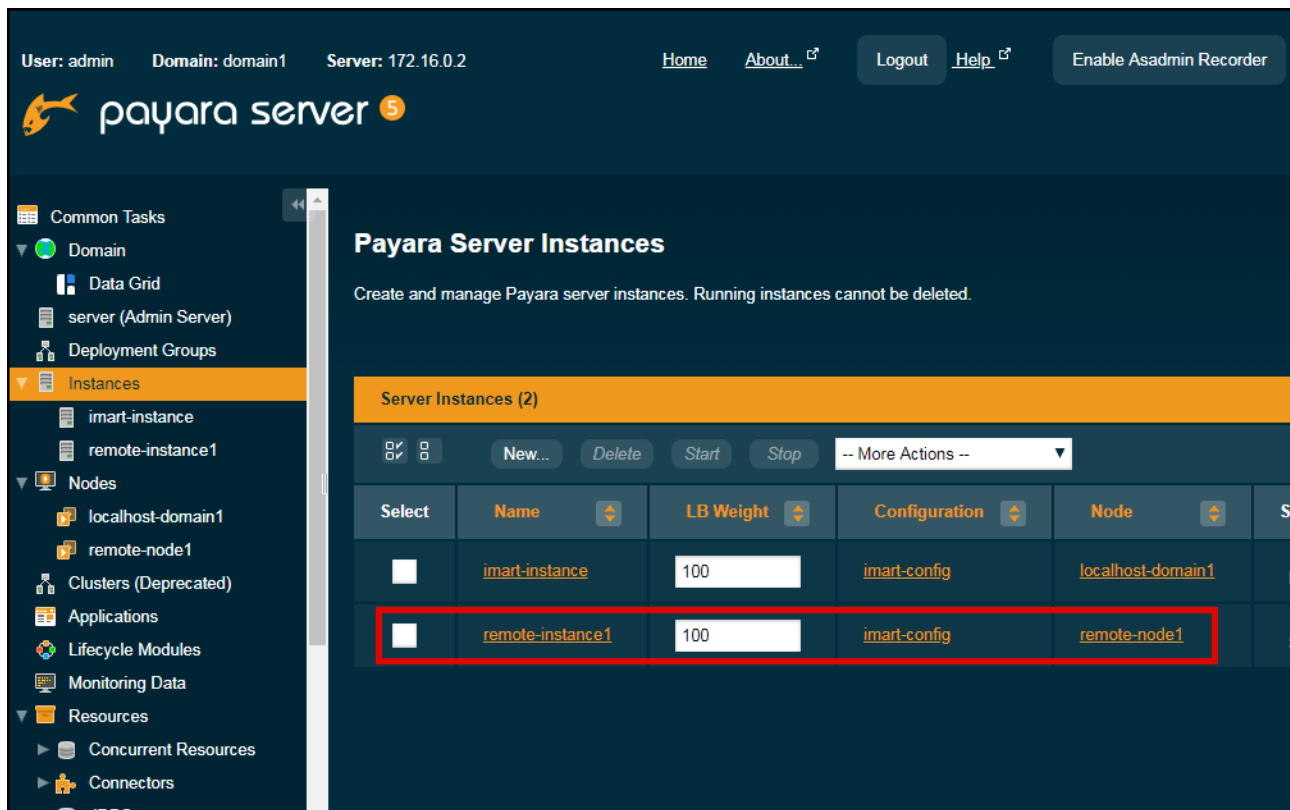 User: admin Domain: domain1 Server: 172.16.0.2 Home About... Logout Help Enable Asadmin Recorder
payara server 5
Common Tasks
Domain
Data Grid
server (Admin Server)
Deployment Groups
Instances
imart-instance
remote-instance1
Nodes
localhost-domain1
remote-node1
Clusters (Deprecated)
Applications
Lifecycle Modules
Monitoring Data
Resources
Concurrent Resources
Connectors
Payara Server Instances
Create and manage Payara server instances. Running instances cannot be deleted.
Server Instances (2)
New... Delete Start Stop -- More Actions --
Select Name LB Weight Configuration Node
imart-instance 100 imart-config localhost-domain1
remote-instance1 100 imart-config remote-node1